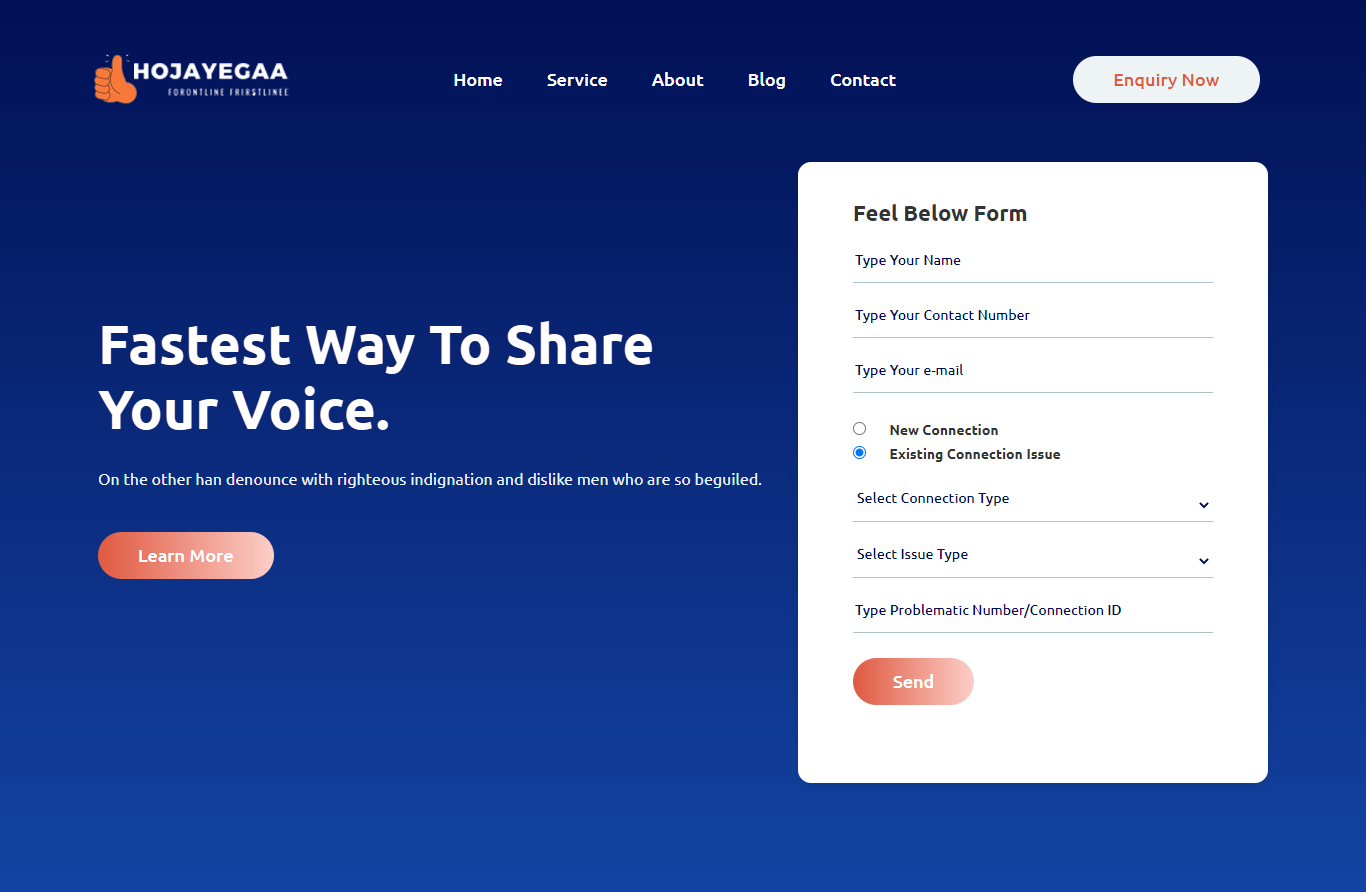 HOJAYEGAA
FORONTLINE FRIRSTLINEE
Home
Service
About
Blog
Contact
Enquiry Now
Fastest Way To Share
Your Voice.
On the other han denounce with righteous indignation and dislike men who are so beguiled.
Learn More
Feel Below Form
Type Your Name
Type Your Contact Number
Type Your e-mail
New Connection
Existing Connection Issue
Select Connection Type
Select Issue Type
Type Problematic Number/Connection ID
Send